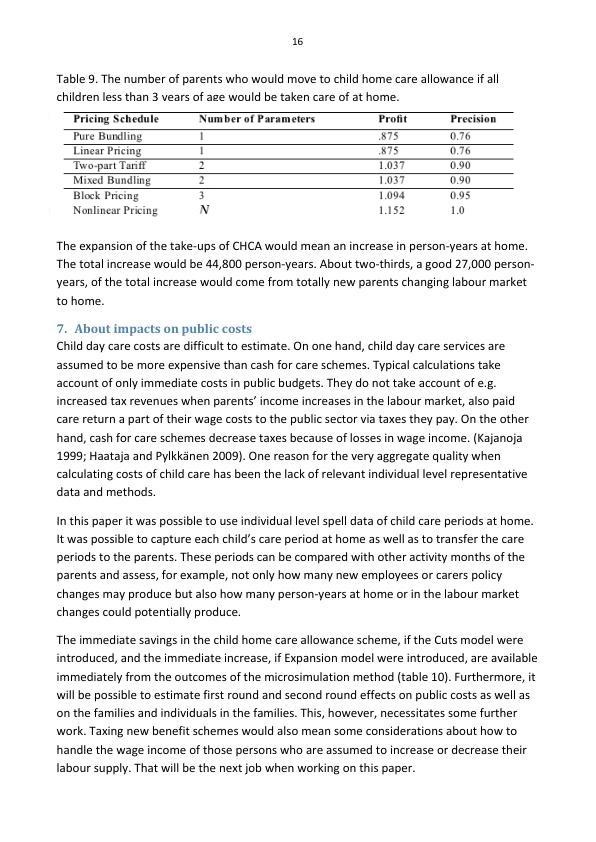 16
Table 9. The number of parents who would move to child home care allowance if all
children less than 3 years of age would be taken care of at home.
Pricing Schedule Number of Parameters Profit Precision
Pure Bundling 1 .875 0.76
Linear Pricing 1 .875 0.76
Two-part Tariff 2 1.037 0.90
Mixed Bundling 2 1.037 0.90
Block Pricing 3 1.094 0.95
Nonlinear Pricing N 1.152 1.0
The expansion of the take-ups of CHCA would mean an increase in person-years at home.
The total increase would be 44,800 person-years. About two-thirds, a good 27,000 person-
years, of the total increase would come from totally new parents changing labour market
to home.
7. About impacts on public costs
Child day care costs are difficult to estimate. On one hand, child day care services are
assumed to be more expensive than cash for care schemes. Typical calculations take
account of only immediate costs in public budgets. They do not take account of e.g.
increased tax revenues when parents’ income increases in the labour market, also paid
care return a part of their wage costs to the public sector via taxes they pay. On the other
hand, cash for care schemes decrease taxes because of losses in wage income. (Kajanoja
1999; Haataja and Pylkkänen 2009). One reason for the very aggregate quality when
calculating costs of child care has been the lack of relevant individual level representative
data and methods.
In this paper it was possible to use individual level spell data of child care periods at home.
It was possible to capture each child’s care period at home as well as to transfer the care
periods to the parents. These periods can be compared with other activity months of the
parents and assess, for example, not only how many new employees or carers policy
changes may produce but also how many person-years at home or in the labour market
changes could potentially produce.
The immediate savings in the child home care allowance scheme, if the Cuts model were
introduced, and the immediate increase, if Expansion model were introduced, are available
immediately from the outcomes of the microsimulation method (table 10). Furthermore, it
will be possible to estimate first round and second round effects on public costs as well as
on the families and individuals in the families. This, however, necessitates some further
work. Taxing new benefit schemes would also mean some considerations about how to
handle the wage income of those persons who are assumed to increase or decrease their
labour supply. That will be the next job when working on this paper.